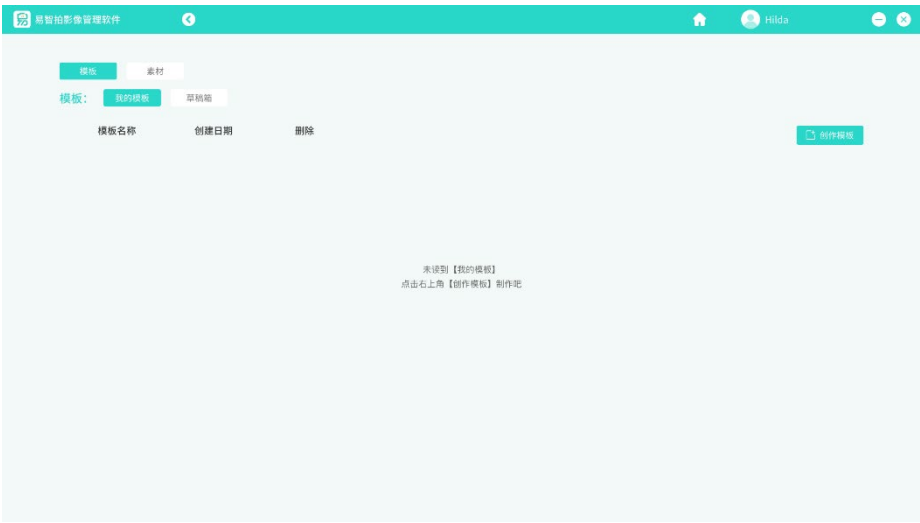 易 易智拍影像管理软件 Hilda
模板 素材
模板： 我的模板 草稿箱
模板名称 创建日期 删除 创作模板
未读到【我的模板】
点击右上角【创作模板】制作吧